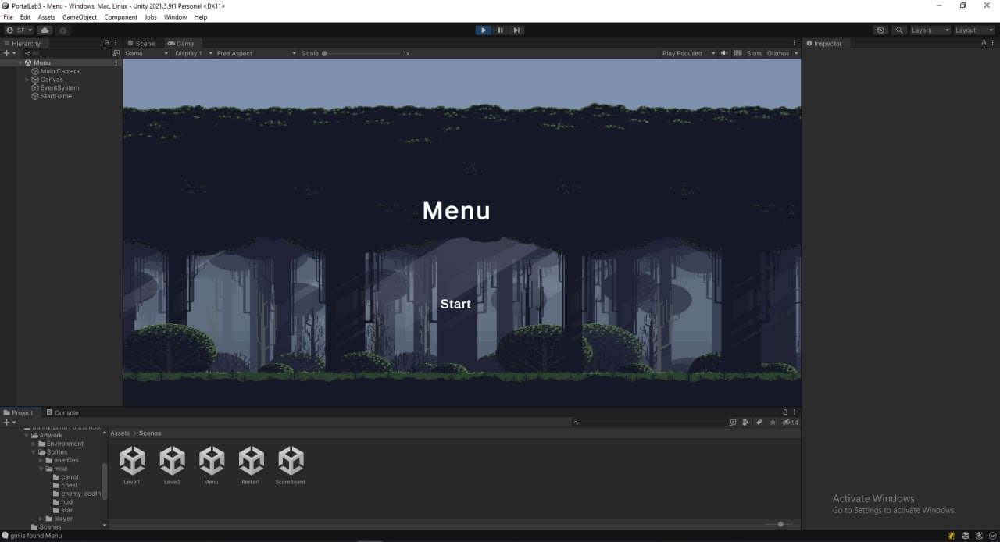 PortalLab3 - Menu - Windows, Mac, Linux - Unity 2021.3.9f1 Personal <DX11>
File Edit Assets GameObject Component Jobs Window Help
SF Layers Layout
Hierarchy Scene Game Inspector
All Game Display 1 Free Aspect Scale 1x Play Focused Stats Gizmos
Menu
Main Camera
Canvas
EventSystem
StartGame
Menu
Start
Project Console
14
Assets > Scenes
Artwork
Environment
Sprites
enemies
misc
carrot
chest
enemy-death
hud
star
player
Scenes
Level1 Level2 Menu Restart ScoreBoard
Activate Windows
Go to Settings to activate Windows.
gm is found Menu